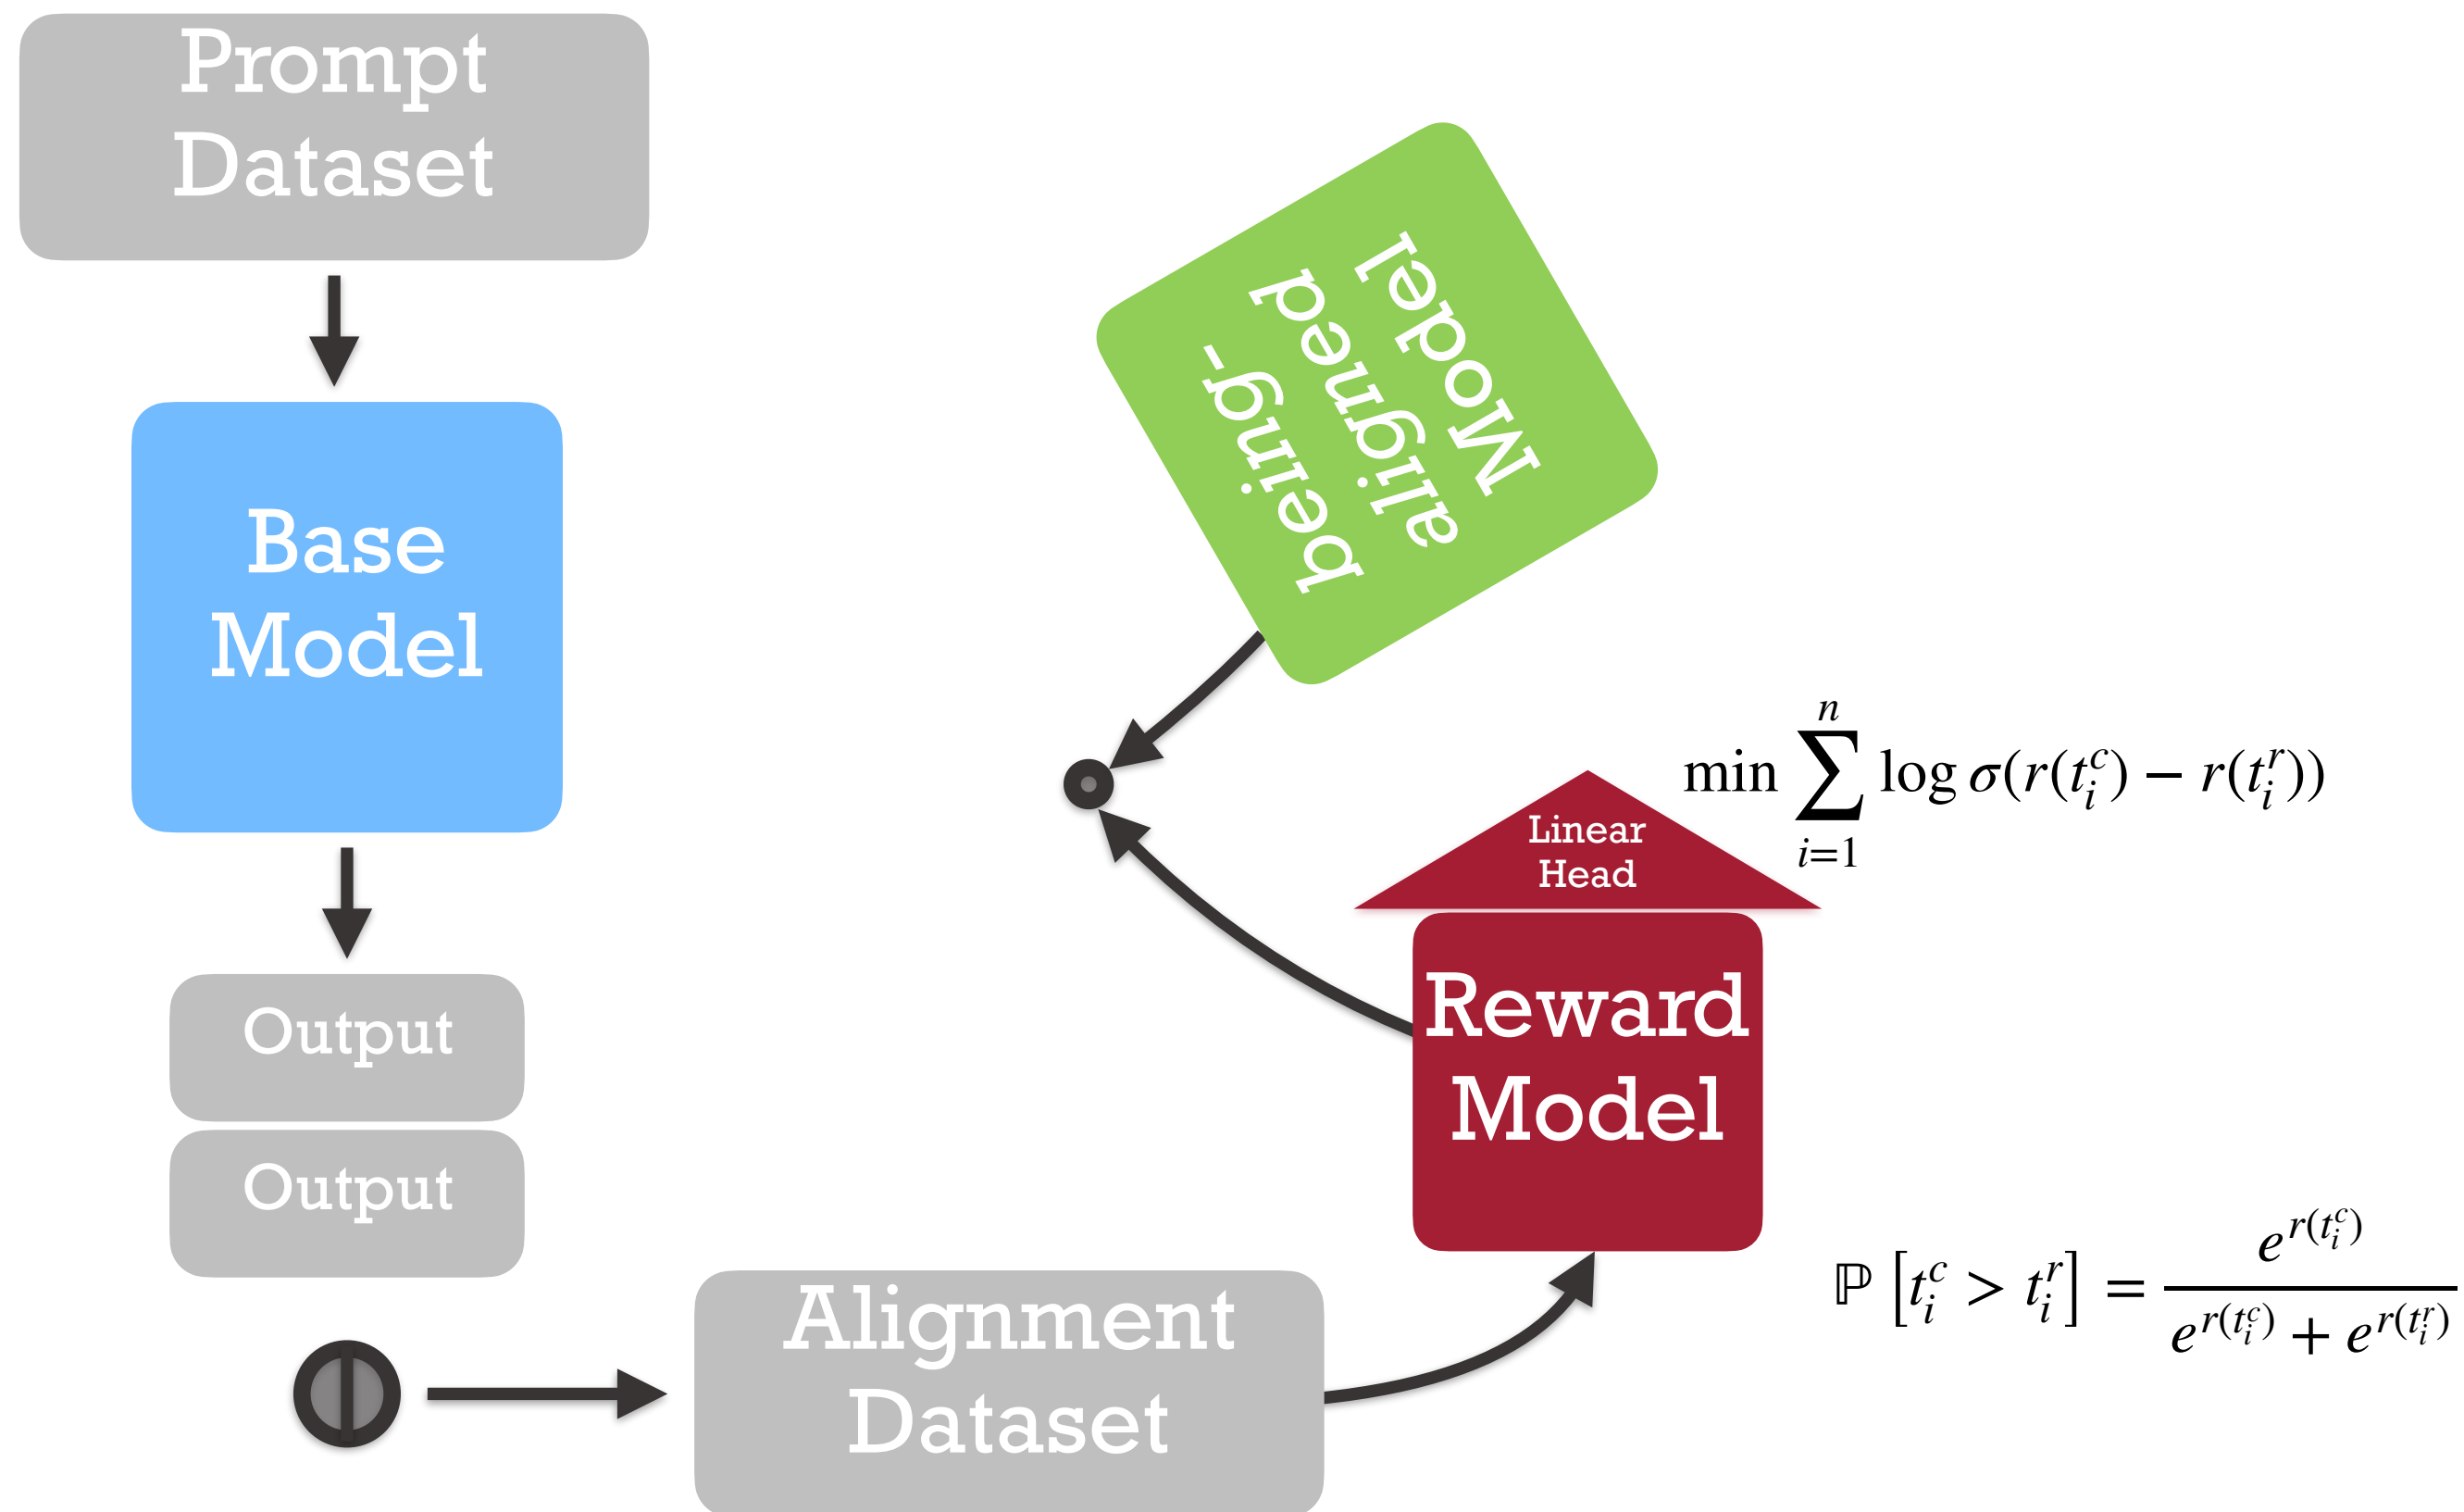 Prompt
Dataset
Base
Model
Output
Output
Alignment
Dataset
being-
aligned
Model
Linear
Head
Reward
Model
min ∑_{i=1}^{n} log σ(r(t_i^c) − r(t_i^r))
ℙ [t_i^c > t_i^r] = e^{r(t_i^c)} / (e^{r(t_i^c)} + e^{r(t_i^r)})